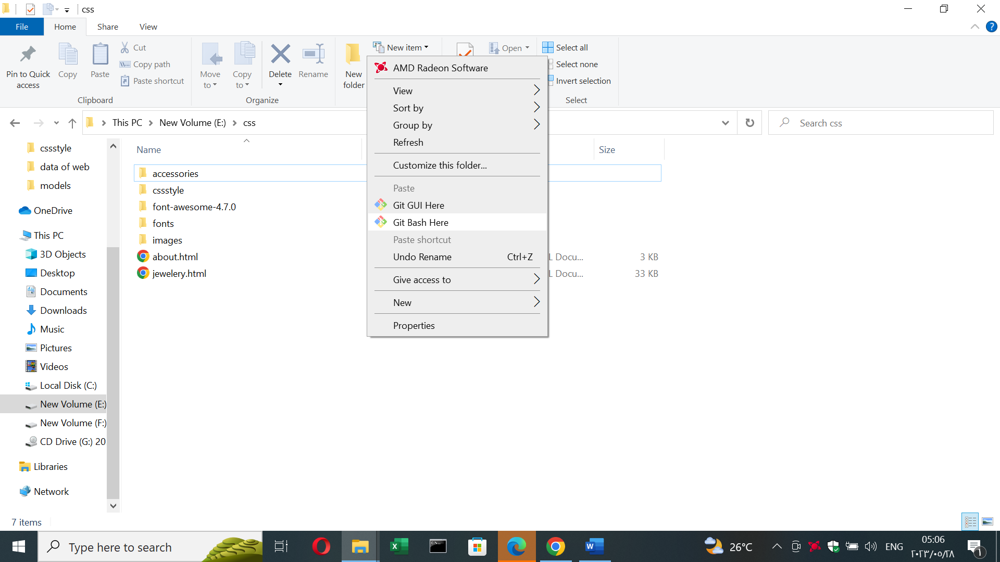 css
File
Home
Share
View
Pin to Quick access
Copy
Paste
Cut
Copy path
Paste shortcut
Clipboard
Move to
Copy to
Delete
Rename
Organize
New folder
New item
Open
Select all
Select none
Invert selection
Select
This PC
New Volume (E:)
css
Search css
Name
Size
cssstyle
data of web
models
OneDrive
This PC
3D Objects
Desktop
Documents
Downloads
Music
Pictures
Videos
Local Disk (C:)
New Volume (E:)
New Volume (F:)
CD Drive (G:) 20
Libraries
Network
accessories
cssstyle
font-awesome-4.7.0
fonts
images
about.html
L Docu...
3 KB
jewelery.html
L Docu...
33 KB
AMD Radeon Software
View
Sort by
Group by
Refresh
Customize this folder...
Paste
Git GUI Here
Git Bash Here
Paste shortcut
Undo Rename Ctrl+Z
Give access to
New
Properties
7 items
Type here to search
26°C
ENG
05:06
٢٠٢٣/٠٥/٢٨
١